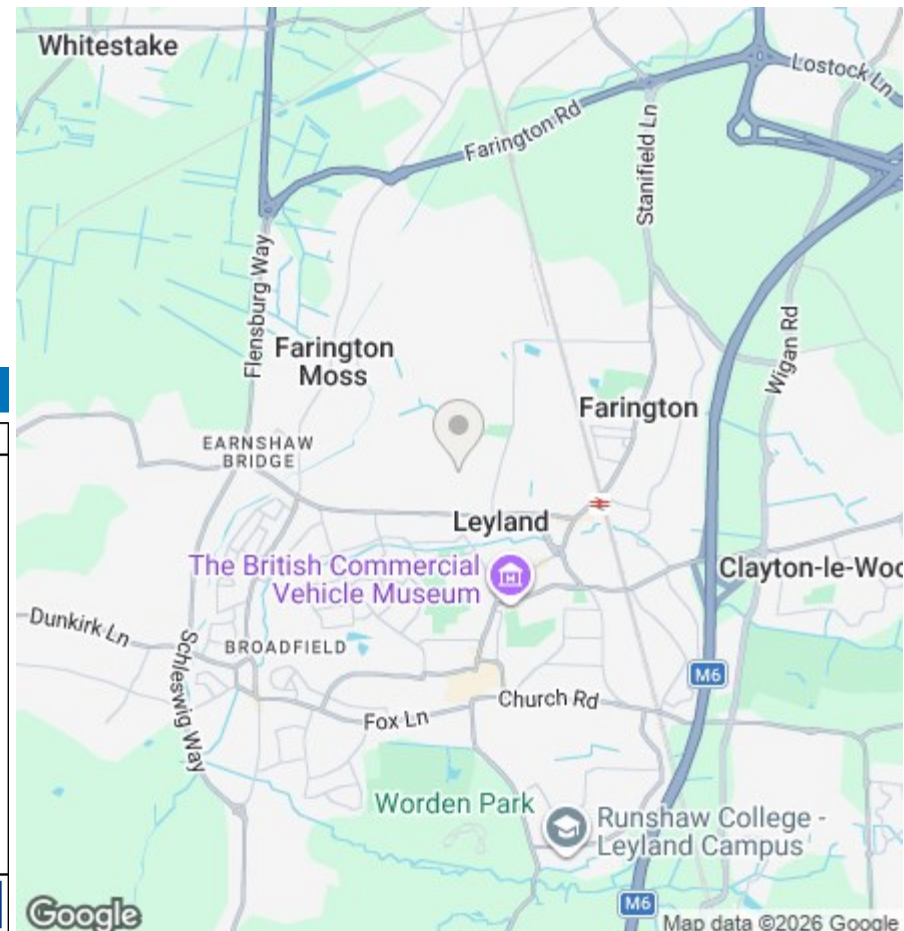 Whitestake
Lostock Ln
Farington Rd
Stanifield Ln
Flensburg Way
Farington
Moss
Wigan Rd
Farington
EARNSHAW
BRIDGE
Leyland
The British Commercial
Vehicle Museum
Clayton-le-Woo
Dunkirk Ln
Schleswig Way
BROADFIELD
M6
Church Rd
Fox Ln
Worden Park
Runshaw College -
Leyland Campus
M6
Google
Map data ©2026 Google